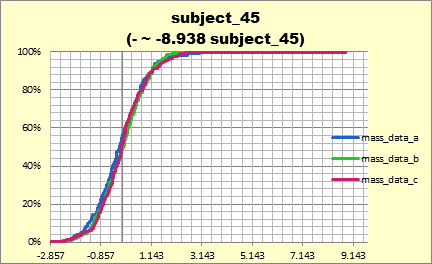 subject_45
(- ~ -8.938 subject_45)
100%
80%
60%
40%
20%
0%
-2.857 -0.857 1.143 3.143 5.143 7.143 9.143
mass_data_a
mass_data_b
mass_data_c